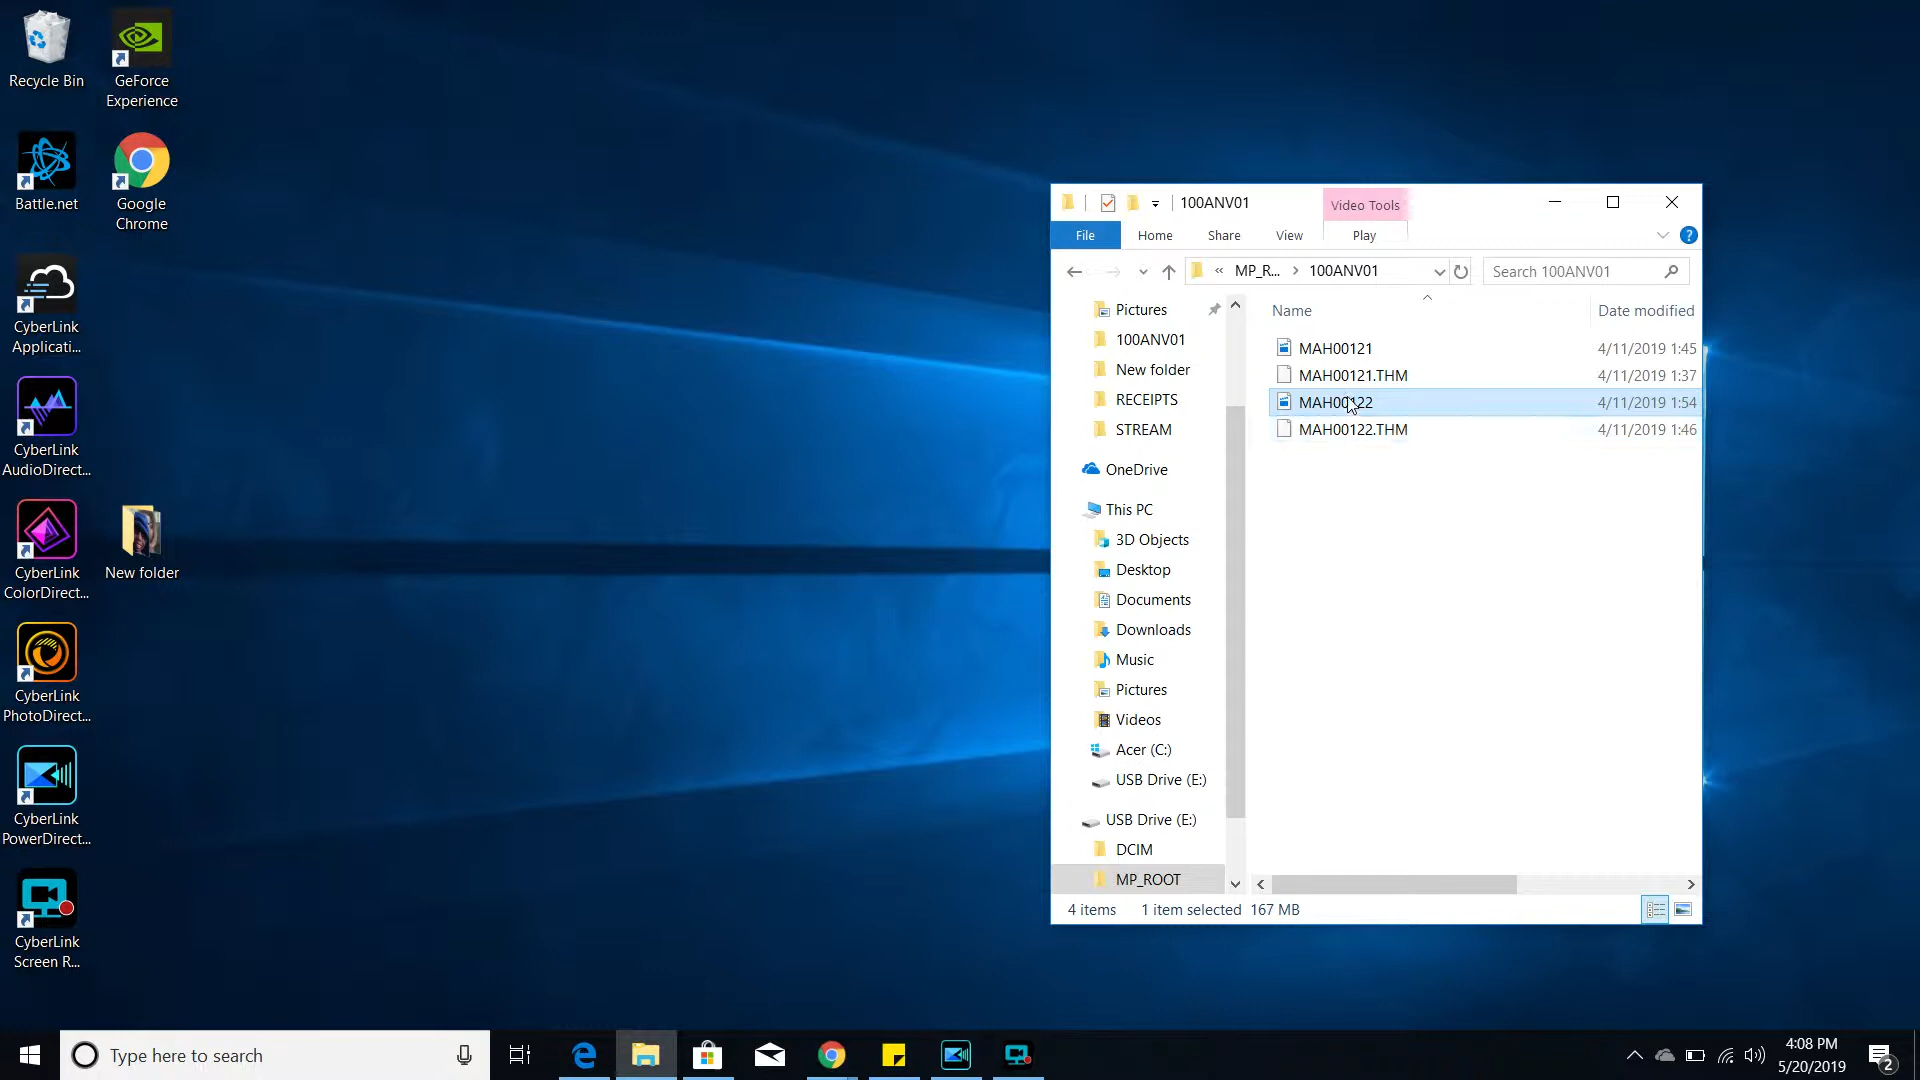 Recycle Bin
GeForce
Experience
Battle.net
Google
Chrome
CyberLink
Applicati...
CyberLink
AudioDirect...
CyberLink
ColorDirect...
New folder
CyberLink
PhotoDirect...
CyberLink
PowerDirect...
CyberLink
Screen R...
100ANV01
Video Tools
File
Home
Share
View
Play
?
« MP_R... > 100ANV01
Search 100ANV01
Pictures
100ANV01
New folder
RECEIPTS
STREAM
OneDrive
This PC
3D Objects
Desktop
Documents
Downloads
Music
Pictures
Videos
Acer (C:)
USB Drive (E:)
USB Drive (E:)
DCIM
MP_ROOT
Name
Date modified
MAH00121
4/11/2019 1:45
MAH00121.THM
4/11/2019 1:37
MAH00122
4/11/2019 1:54
MAH00122.THM
4/11/2019 1:46
4 items
1 item selected 167 MB
Type here to search
4:08 PM
5/20/2019
2